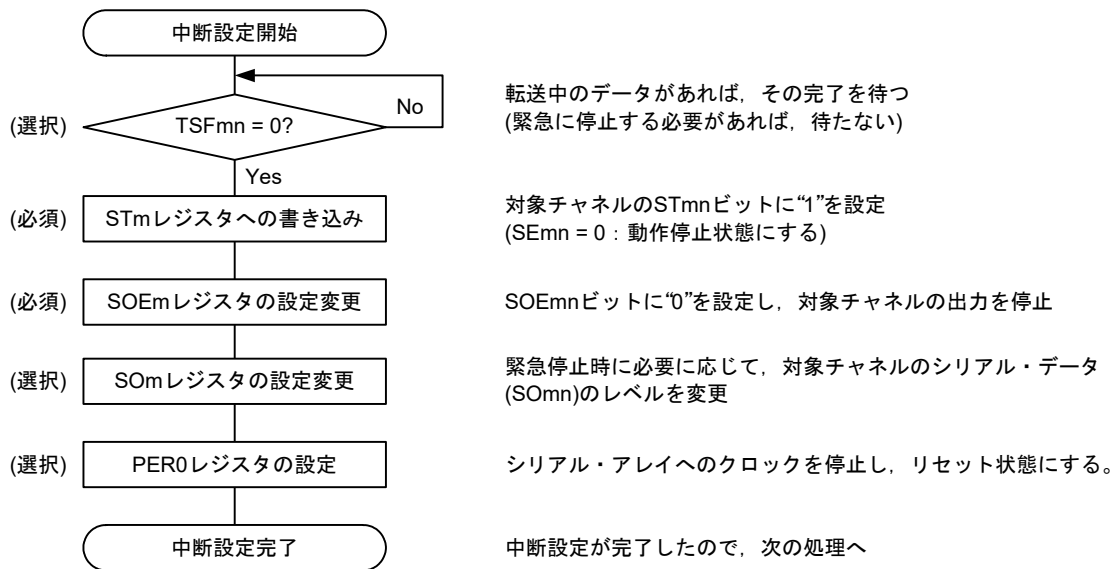 中断設定開始
(選択)
TSFmn = 0?
No
転送中のデータがあれば，その完了を待つ
(緊急に停止する必要があれば，待たない)
Yes
(必須)
STmレジスタへの書き込み
対象チャネルのSTmnビットに“1”を設定
(SEmn = 0：動作停止状態にする)
(必須)
SOEmレジスタの設定変更
SOEmnビットに“0”を設定し，対象チャネルの出力を停止
(選択)
SOmレジスタの設定変更
緊急停止時に必要に応じて，対象チャネルのシリアル・データ
(SOmn)のレベルを変更
(選択)
PER0レジスタの設定
シリアル・アレイへのクロックを停止し，リセット状態にする。
中断設定完了
中断設定が完了したので，次の処理へ